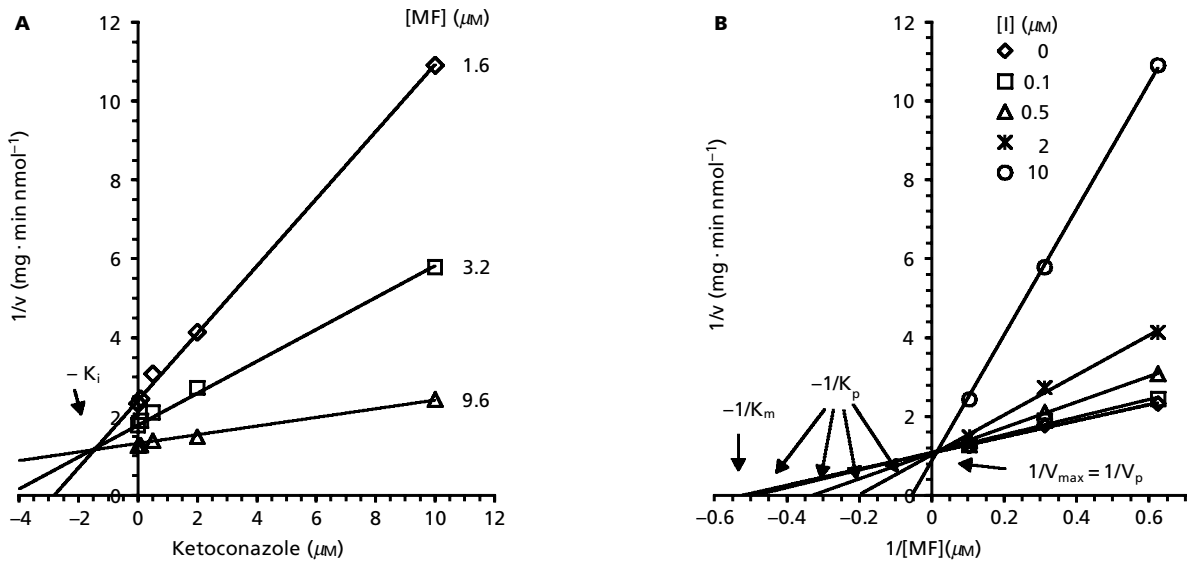 A
[MF] (μM)
12
10
8
6
4
2
0
1/v (mg · min nmol⁻¹)
1.6
3.2
9.6
– Kᵢ
−4 −2 0 2 4 6 8 10 12
Ketoconazole (μM)
B
[I] (μM)
0
0.1
0.5
2
10
12
10
8
6
4
2
0
1/v (mg · min nmol⁻¹)
−1/Kₘ
−1/Kₚ
1/Vₘₐₓ = 1/Vₚ
−0.6 −0.4 −0.2 0 0.2 0.4 0.6
1/[MF](μM)